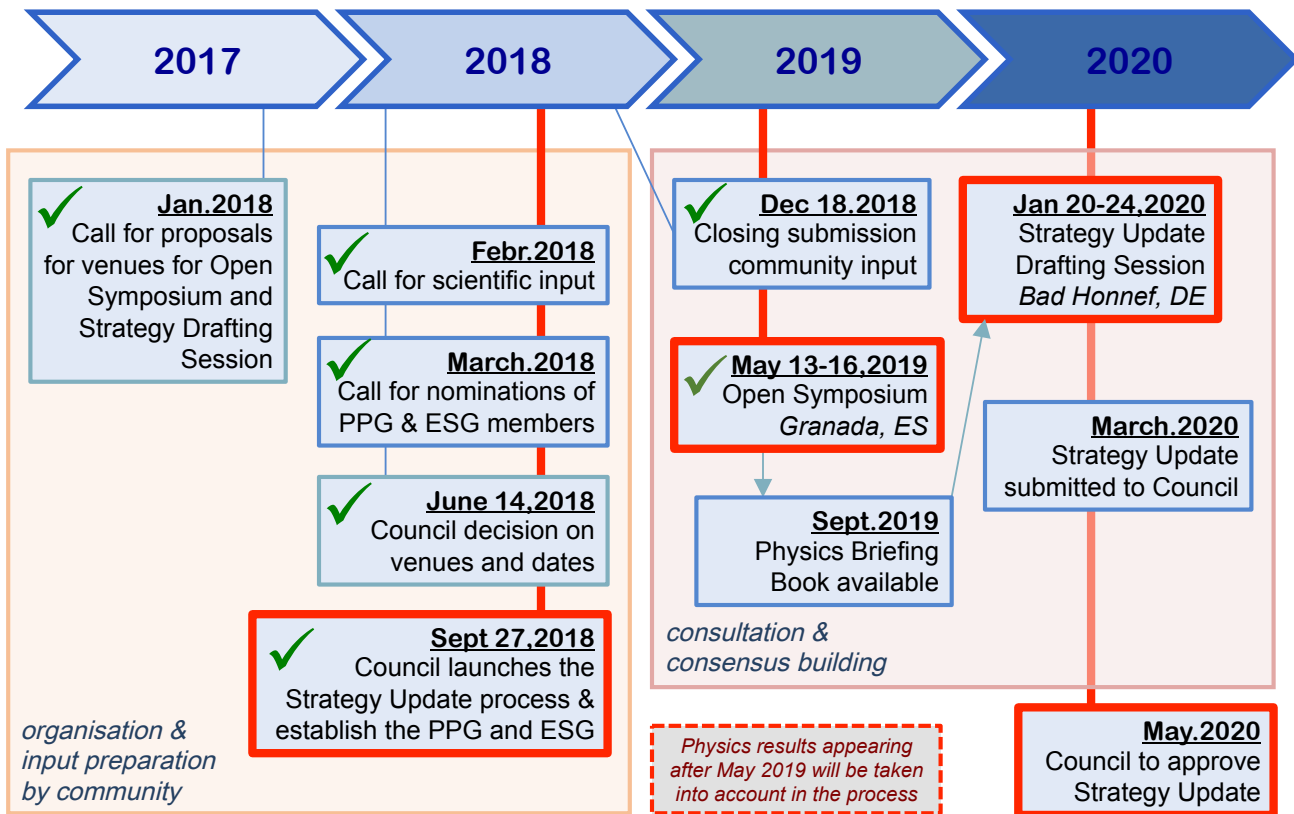 2017
2018
2019
2020
Jan.2018
Call for proposals
for venues for Open
Symposium and
Strategy Drafting
Session
Febr.2018
Call for scientific input
March.2018
Call for nominations of
PPG & ESG members
June 14,2018
Council decision on
venues and dates
Sept 27,2018
Council launches the
Strategy Update process &
establish the PPG and ESG
organisation &
input preparation
by community
Dec 18.2018
Closing submission
community input
May 13-16,2019
Open Symposium
Granada, ES
Sept.2019
Physics Briefing
Book available
consultation &
consensus building
Jan 20-24,2020
Strategy Update
Drafting Session
Bad Honnef, DE
March.2020
Strategy Update
submitted to Council
May.2020
Council to approve
Strategy Update
Physics results appearing
after May 2019 will be taken
into account in the process